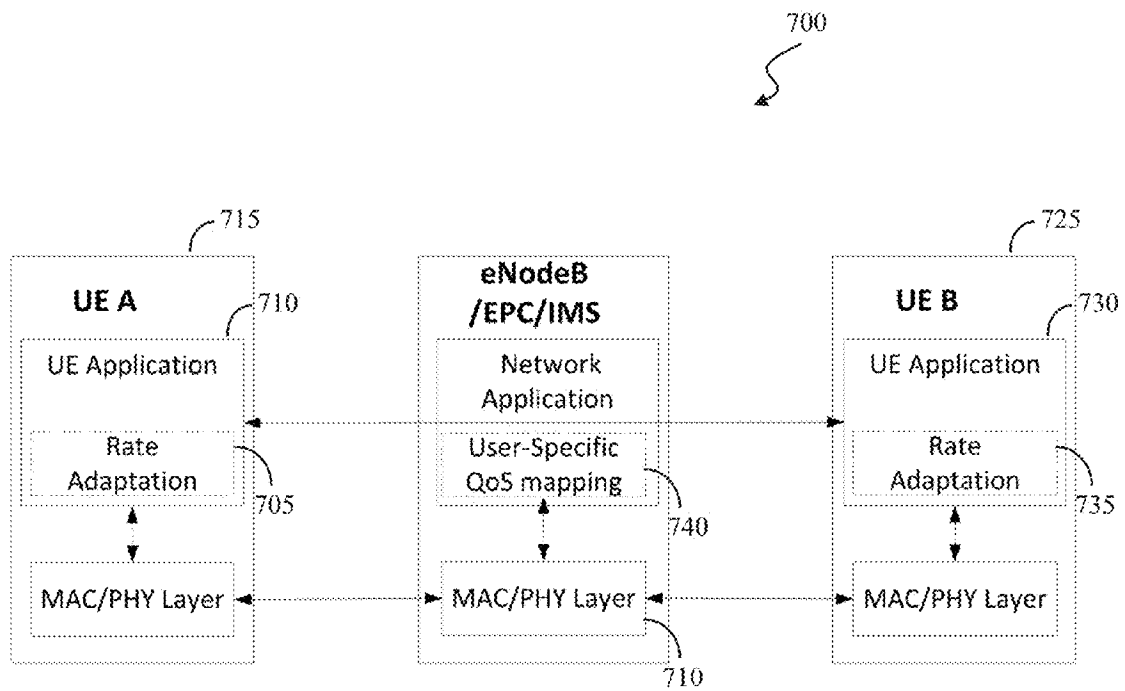 700
715
725
UE A
710
eNodeB
/EPC/IMS
UE B
730
UE Application
Network
Application
UE Application
Rate
Adaptation
705
User-Specific
QoS mapping
740
Rate
Adaptation
735
MAC/PHY Layer
MAC/PHY Layer
MAC/PHY Layer
710